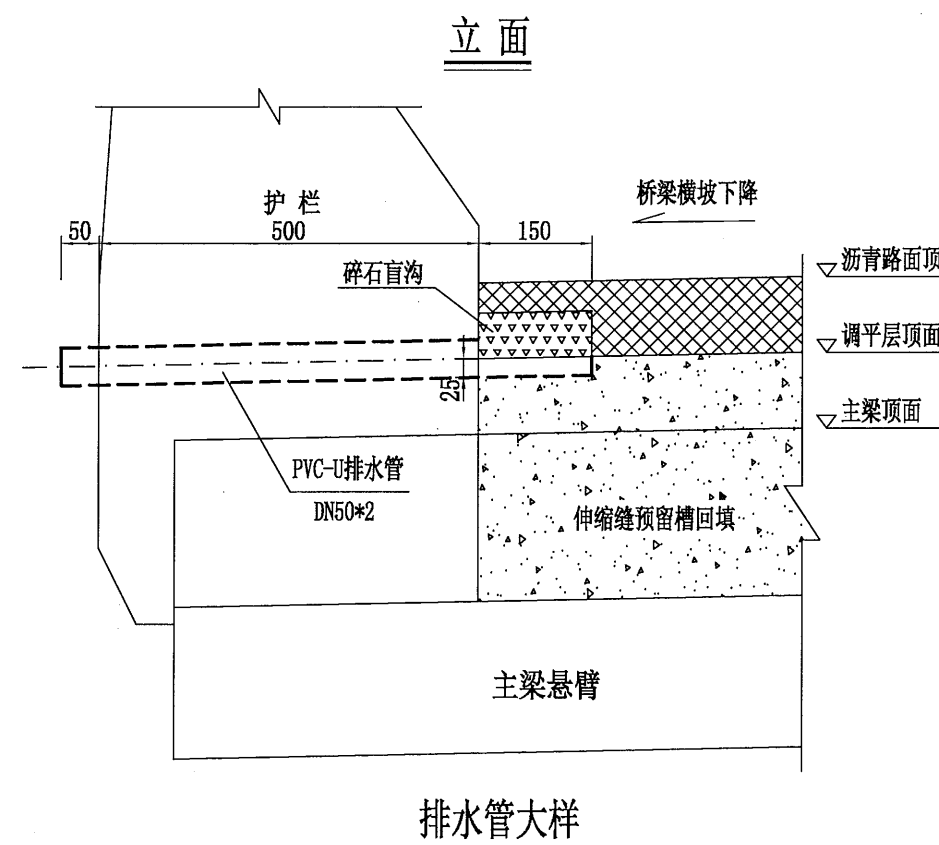 立 面
护 栏
桥梁横坡下降
50
500
150
碎石盲沟
沥青路面顶
调平层顶面
25
主梁顶面
PVC-U排水管
DN50*2
伸缩缝预留槽回填
主梁悬臂
排水管大样